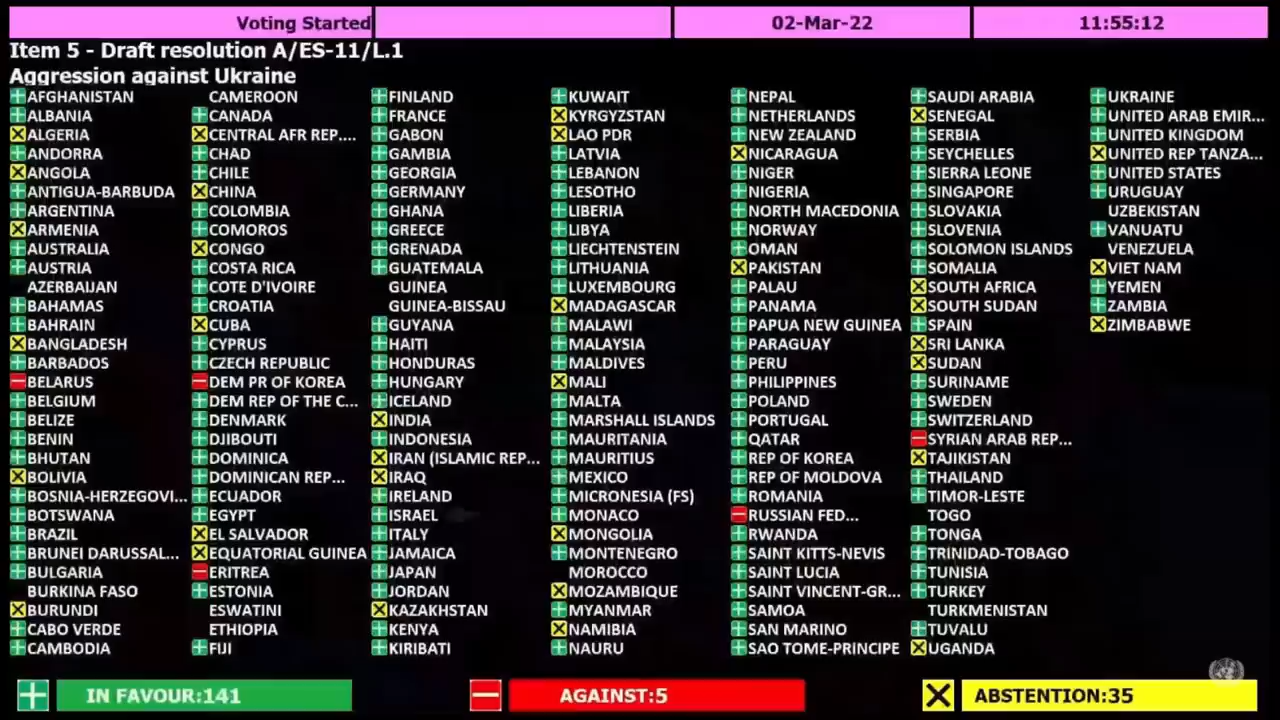 Voting Started
02-Mar-22
11:55:12
Item 5 - Draft resolution A/ES-11/L.1
Aggression against Ukraine
AFGHANISTAN
ALBANIA
ALGERIA
ANDORRA
ANGOLA
ANTIGUA-BARBUDA
ARGENTINA
ARMENIA
AUSTRALIA
AUSTRIA
AZERBAIJAN
BAHAMAS
BAHRAIN
BANGLADESH
BARBADOS
BELARUS
BELGIUM
BELIZE
BENIN
BHUTAN
BOLIVIA
BOSNIA-HERZEGOVI...
BOTSWANA
BRAZIL
BRUNEI DARUSSAL...
BULGARIA
BURKINA FASO
BURUNDI
CABO VERDE
CAMBODIA
CAMEROON
CANADA
CENTRAL AFR REP....
CHAD
CHILE
CHINA
COLOMBIA
COMOROS
CONGO
COSTA RICA
COTE D'IVOIRE
CROATIA
CUBA
CYPRUS
CZECH REPUBLIC
DEM PR OF KOREA
DEM REP OF THE C...
DENMARK
DJIBOUTI
DOMINICA
DOMINICAN REP...
ECUADOR
EGYPT
EL SALVADOR
EQUATORIAL GUINEA
ERITREA
ESTONIA
ESWATINI
ETHIOPIA
FIJI
FINLAND
FRANCE
GABON
GAMBIA
GEORGIA
GERMANY
GHANA
GREECE
GRENADA
GUATEMALA
GUINEA
GUINEA-BISSAU
GUYANA
HAITI
HONDURAS
HUNGARY
ICELAND
INDIA
INDONESIA
IRAN (ISLAMIC REP...
IRAQ
IRELAND
ISRAEL
ITALY
JAMAICA
JAPAN
JORDAN
KAZAKHSTAN
KENYA
KIRIBATI
KUWAIT
KYRGYZSTAN
LAO PDR
LATVIA
LEBANON
LESOTHO
LIBERIA
LIBYA
LIECHTENSTEIN
LITHUANIA
LUXEMBOURG
MADAGASCAR
MALAWI
MALAYSIA
MALDIVES
MALI
MALTA
MARSHALL ISLANDS
MAURITANIA
MAURITIUS
MEXICO
MICRONESIA (FS)
MONACO
MONGOLIA
MONTENEGRO
MOROCCO
MOZAMBIQUE
MYANMAR
NAMIBIA
NAURU
NEPAL
NETHERLANDS
NEW ZEALAND
NICARAGUA
NIGER
NIGERIA
NORTH MACEDONIA
NORWAY
OMAN
PAKISTAN
PALAU
PANAMA
PAPUA NEW GUINEA
PARAGUAY
PERU
PHILIPPINES
POLAND
PORTUGAL
QATAR
REP OF KOREA
REP OF MOLDOVA
ROMANIA
RUSSIAN FED...
RWANDA
SAINT KITTS-NEVIS
SAINT LUCIA
SAINT VINCENT-GR...
SAMOA
SAN MARINO
SAO TOME-PRINCIPE
SAUDI ARABIA
SENEGAL
SERBIA
SEYCHELLES
SIERRA LEONE
SINGAPORE
SLOVAKIA
SLOVENIA
SOLOMON ISLANDS
SOMALIA
SOUTH AFRICA
SOUTH SUDAN
SPAIN
SRI LANKA
SUDAN
SURINAME
SWEDEN
SWITZERLAND
SYRIAN ARAB REP...
TAJIKISTAN
THAILAND
TIMOR-LESTE
TOGO
TONGA
TRINIDAD-TOBAGO
TUNISIA
TURKEY
TURKMENISTAN
TUVALU
UGANDA
UKRAINE
UNITED ARAB EMIR...
UNITED KINGDOM
UNITED REP TANZA...
UNITED STATES
URUGUAY
UZBEKISTAN
VANUATU
VENEZUELA
VIET NAM
YEMEN
ZAMBIA
ZIMBABWE
IN FAVOUR:141
AGAINST:5
ABSTENTION:35